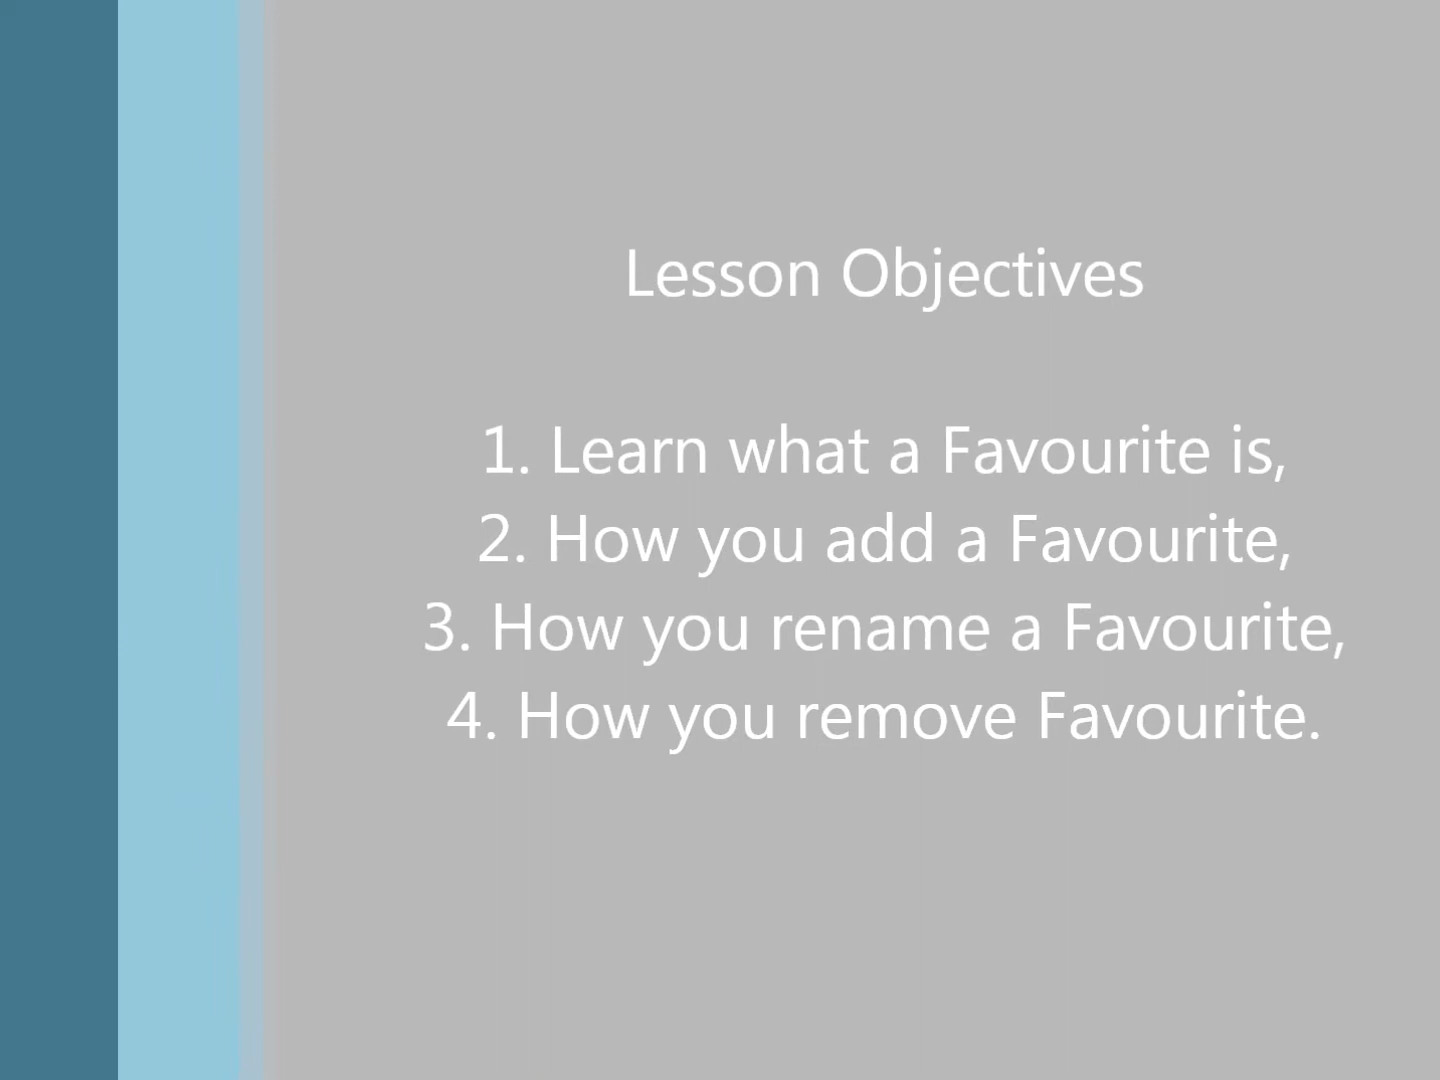 Lesson Objectives
1. Learn what a Favourite is,
2. How you add a Favourite,
3. How you rename a Favourite,
4. How you remove Favourite.